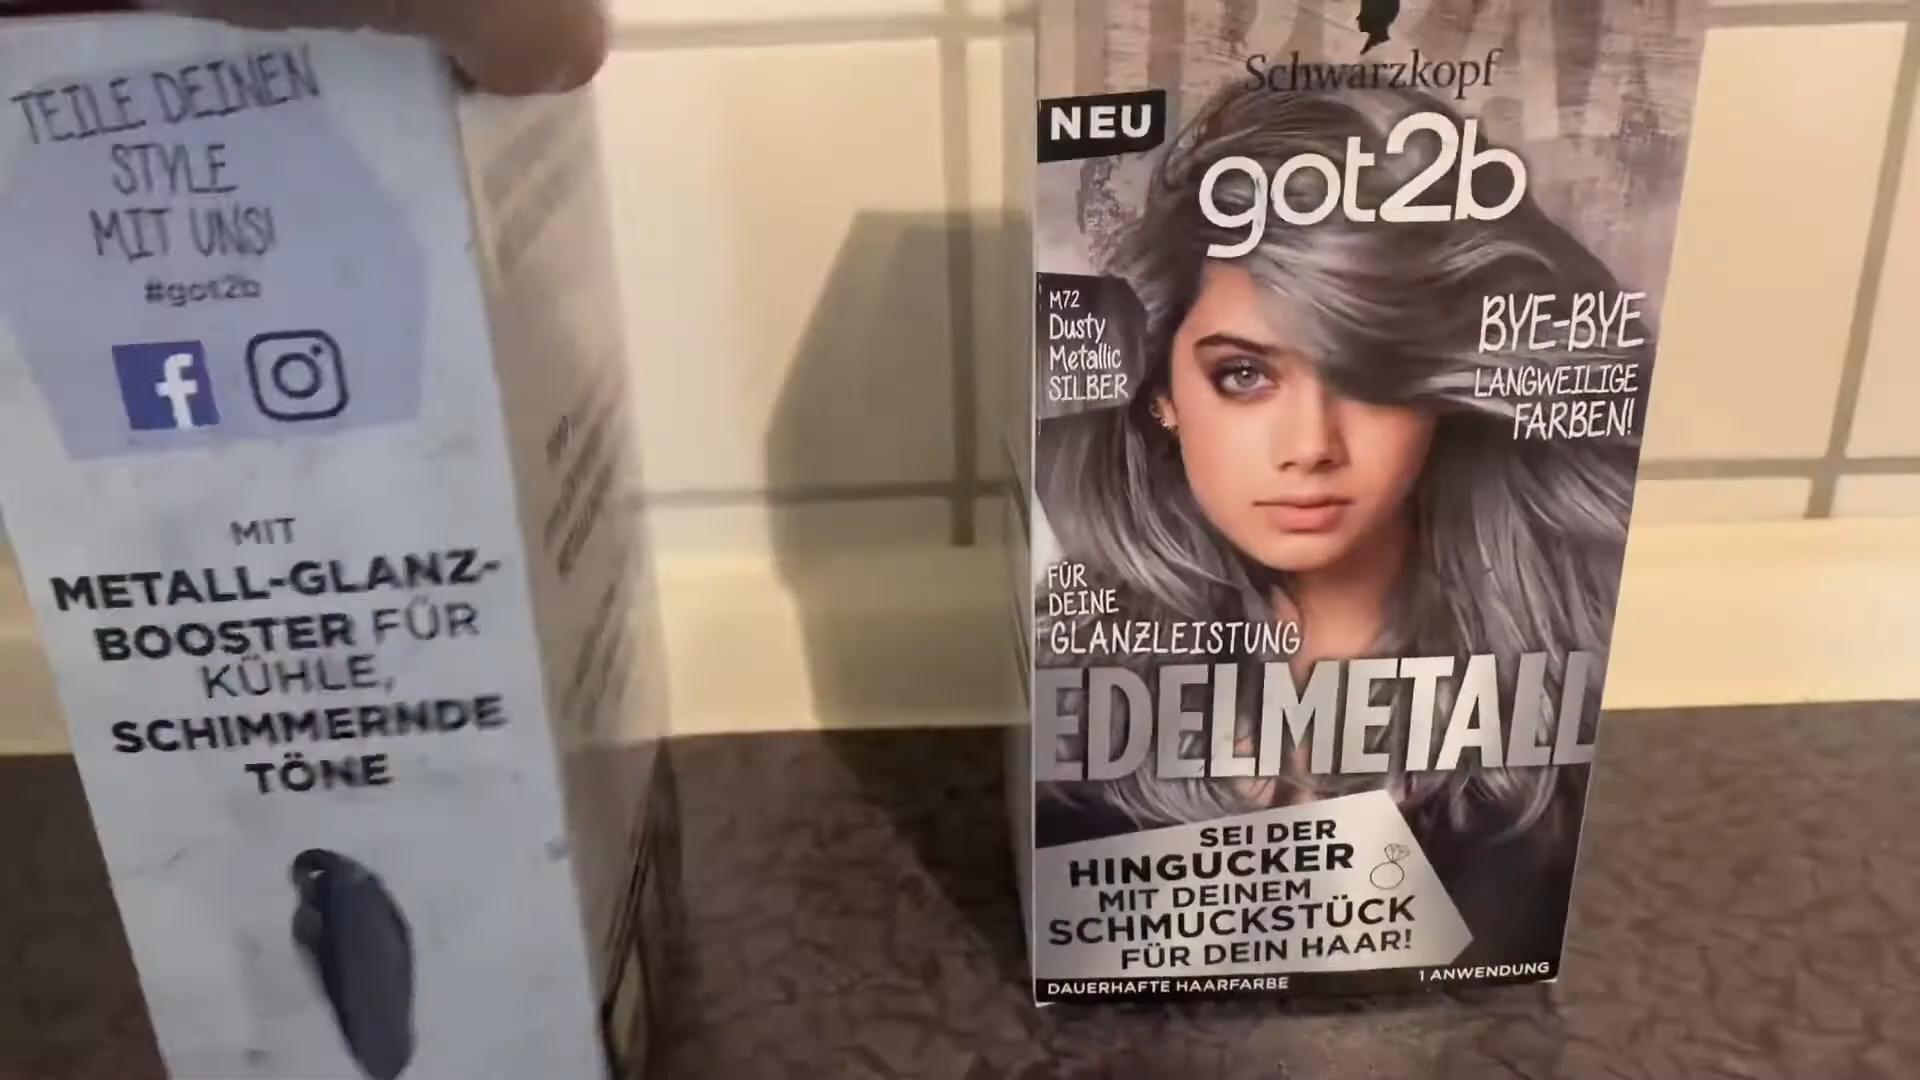 TEILE DEINEN
STYLE
MIT UNS!
#got2b
MIT
METALL-GLANZ-
BOOSTER FÜR
KÜHLE,
SCHIMMERNDE
TÖNE
Schwarzkopf
NEU
got2b
M72
Dusty
Metallic
SILBER
BYE-BYE
LANGWEILIGE
FARBEN!
FÜR
DEINE
GLANZLEISTUNG
EDELMETALL
SEI DER
HINGUCKER
MIT DEINEM
SCHMUCKSTÜCK
FÜR DEIN HAAR!
DAUERHAFTE HAARFARBE
1 ANWENDUNG